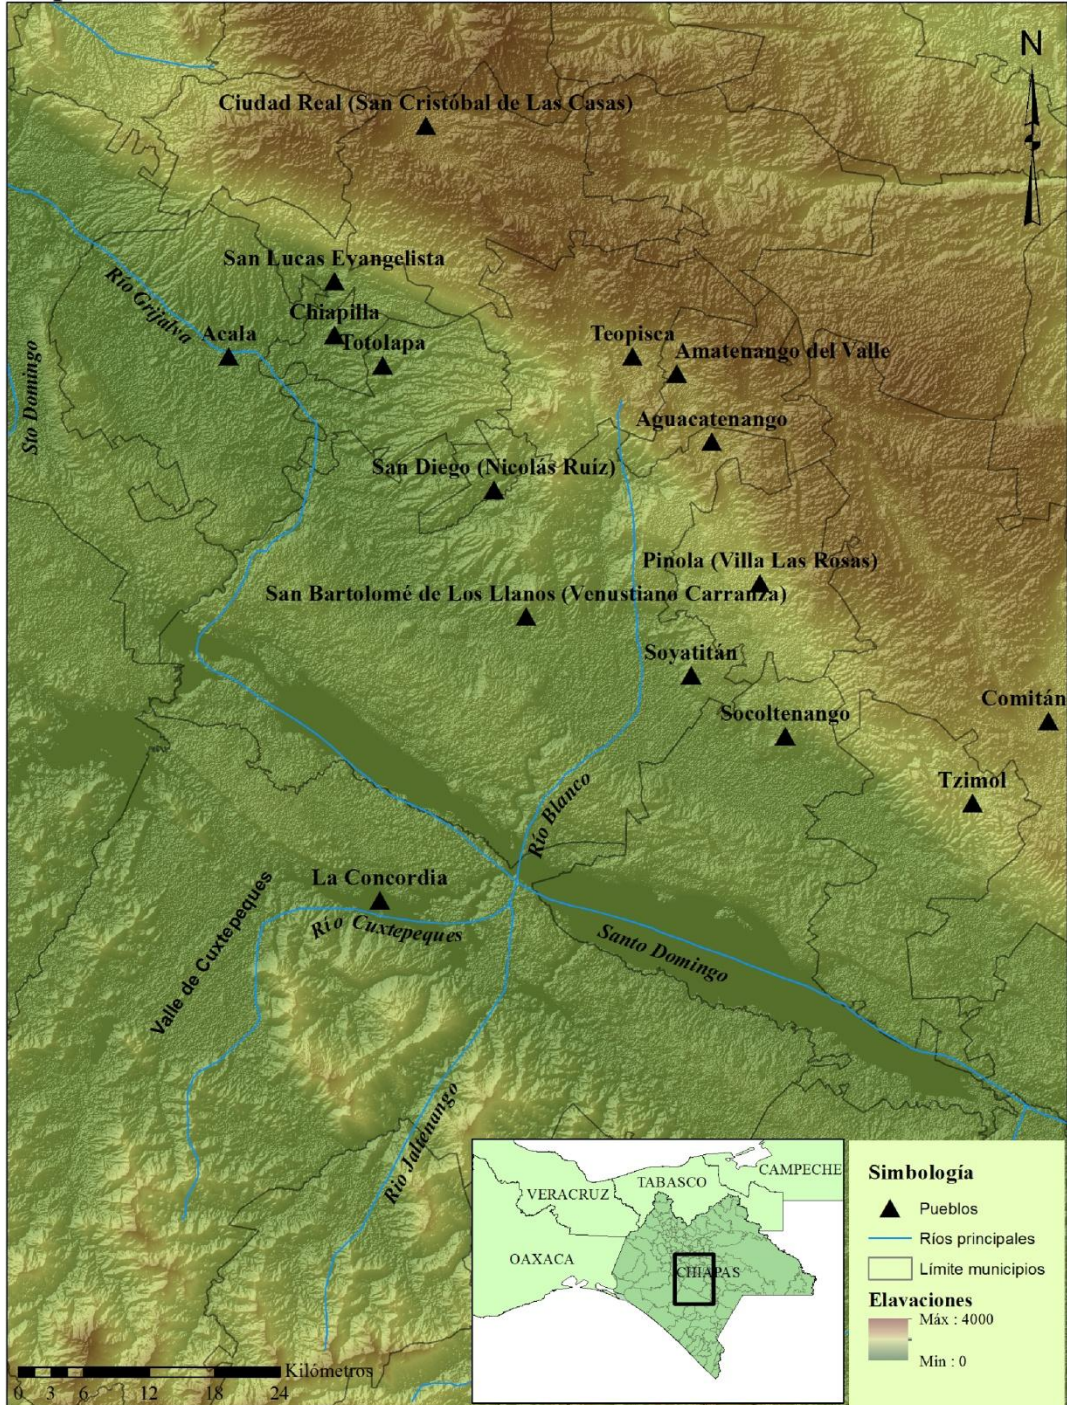 N
Ciudad Real (San Cristóbal de Las Casas)
San Lucas Evangelista
Río Grijalva
Chiapilla
Acala
Totolapa
Teopisca
Amatenango del Valle
Sto Domingo
Aguacatenango
San Diego (Nicolás Ruíz)
Pinola (Villa Las Rosas)
San Bartolomé de Los Llanos (Venustiano Carranza)
Soyatitán
Comitán
Socoltenango
Tzimol
Río Blanco
La Concordia
Río Cuxtepeques
Valle de Cuxtepeques
Santo Domingo
Rio Jaltenango
CAMPECHE
TABASCO
VERACRUZ
OAXACA
CHIAPAS
Simbología
Pueblos
Ríos principales
Límite municipios
Elavaciones
Máx : 4000
Min : 0
Kilómetros
0 3 6 12 18 24